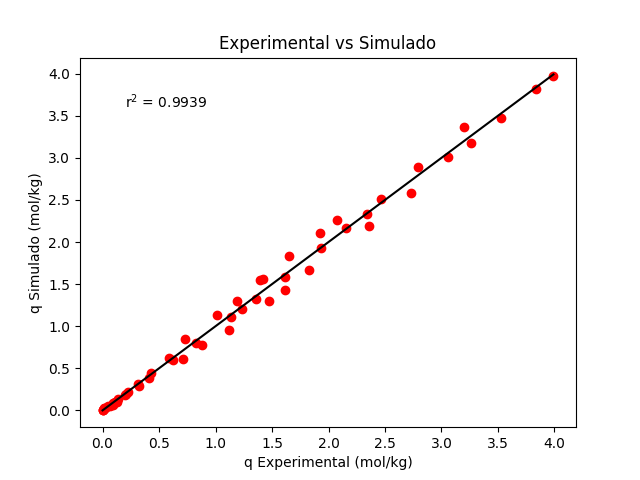 Experimental vs Simulado
r² = 0.9939
q Simulado (mol/kg)
4.0
3.5
3.0
2.5
2.0
1.5
1.0
0.5
0.0
0.0 0.5 1.0 1.5 2.0 2.5 3.0 3.5 4.0
q Experimental (mol/kg)